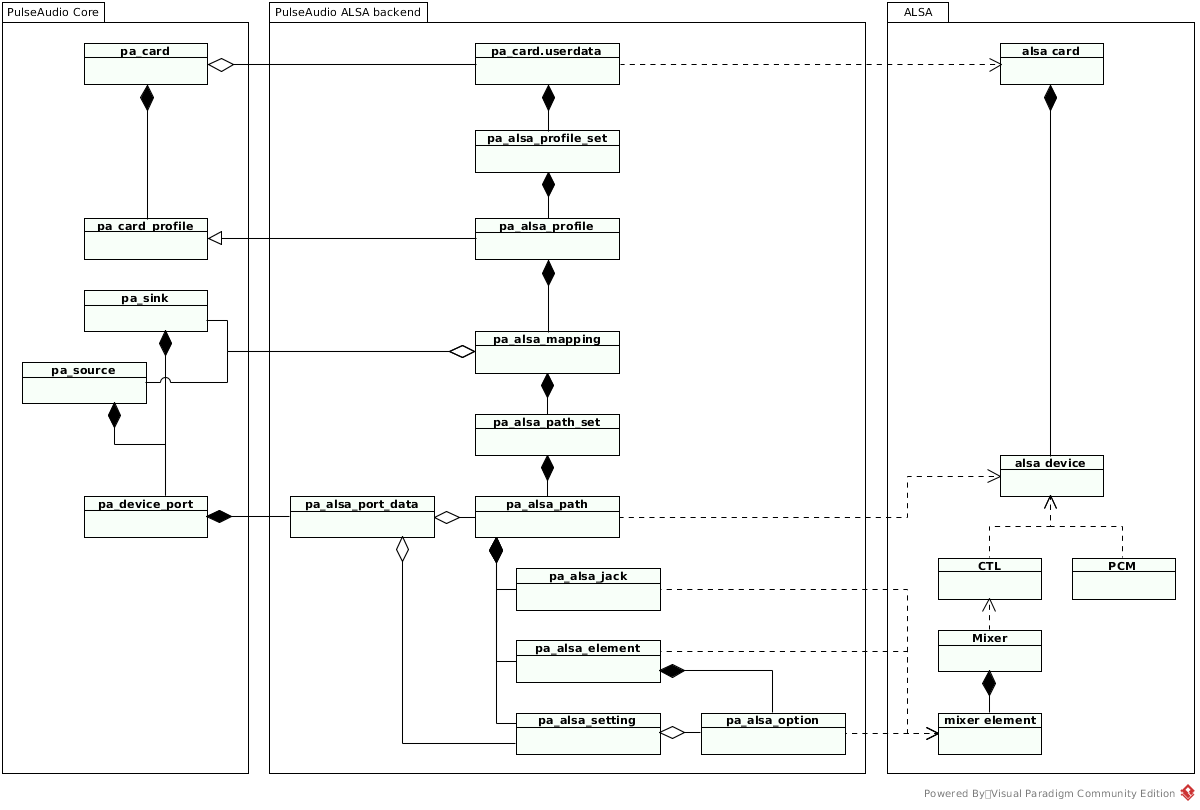 PulseAudio Core
PulseAudio ALSA backend
ALSA
pa_card
pa_card.userdata
alsa card
pa_alsa_profile_set
pa_card_profile
pa_alsa_profile
pa_sink
pa_alsa_mapping
pa_source
pa_alsa_path_set
alsa device
pa_device_port
pa_alsa_port_data
pa_alsa_path
CTL
PCM
pa_alsa_jack
Mixer
pa_alsa_element
pa_alsa_setting
pa_alsa_option
mixer element
Powered By Visual Paradigm Community Edition